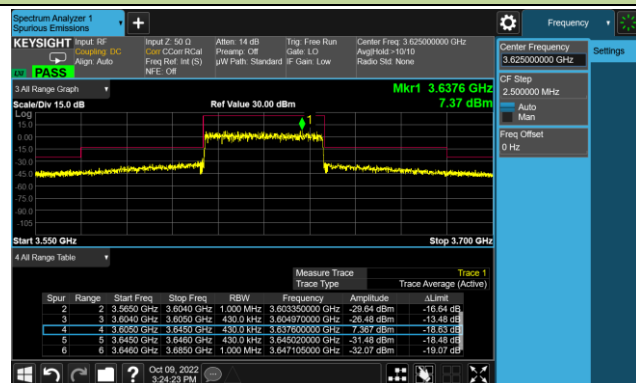 Spectrum Analyzer 1
Spurious Emissions
Frequency
KEYSIGHT
Input: RF
Coupling: DC
Align: Auto
Input Z: 50 Ω
Corr CCorr RCal
Freq Ref: Int (S)
NFE: Off
Atten: 14 dB
Preamp: Off
µW Path: Standard
Trig: Free Run
Gate: LO
IF Gain: Low
Center Freq: 3.625000000 GHz
Avg|Hold:>10/10
Radio Std: None
PASS
Center Frequency
3.625000000 GHz
Settings
CF Step
2.500000 MHz
Auto
Man
Freq Offset
0 Hz
3 All Range Graph
Mkr1 3.6376 GHz
Scale/Div 15.0 dB
Ref Value 30.00 dBm
7.37 dBm
Log
15.0
0.00
-15.0
-30.0
-45.0
-60.0
-75.0
-90.0
-105
1
Start 3.550 GHz
Stop 3.700 GHz
4 All Range Table
Measure Trace Trace 1
Trace Type Trace Average (Active)
Spur Range Start Freq Stop Freq RBW Frequency Amplitude ΔLimit
2 2 3.5650 GHz 3.6040 GHz 1.000 MHz 3.603350000 GHz -29.64 dBm -16.64 dB
3 3 3.6040 GHz 3.6050 GHz 430.0 kHz 3.604970000 GHz -26.48 dBm -13.48 dB
4 4 3.6050 GHz 3.6450 GHz 430.0 kHz 3.637600000 GHz 7.367 dBm -18.63 dB
5 5 3.6450 GHz 3.6460 GHz 430.0 kHz 3.645020000 GHz -31.48 dBm -18.48 dB
6 6 3.6460 GHz 3.6850 GHz 1.000 MHz 3.647105000 GHz -32.07 dBm -19.07 dB
Oct 09, 2022
3:24:23 PM